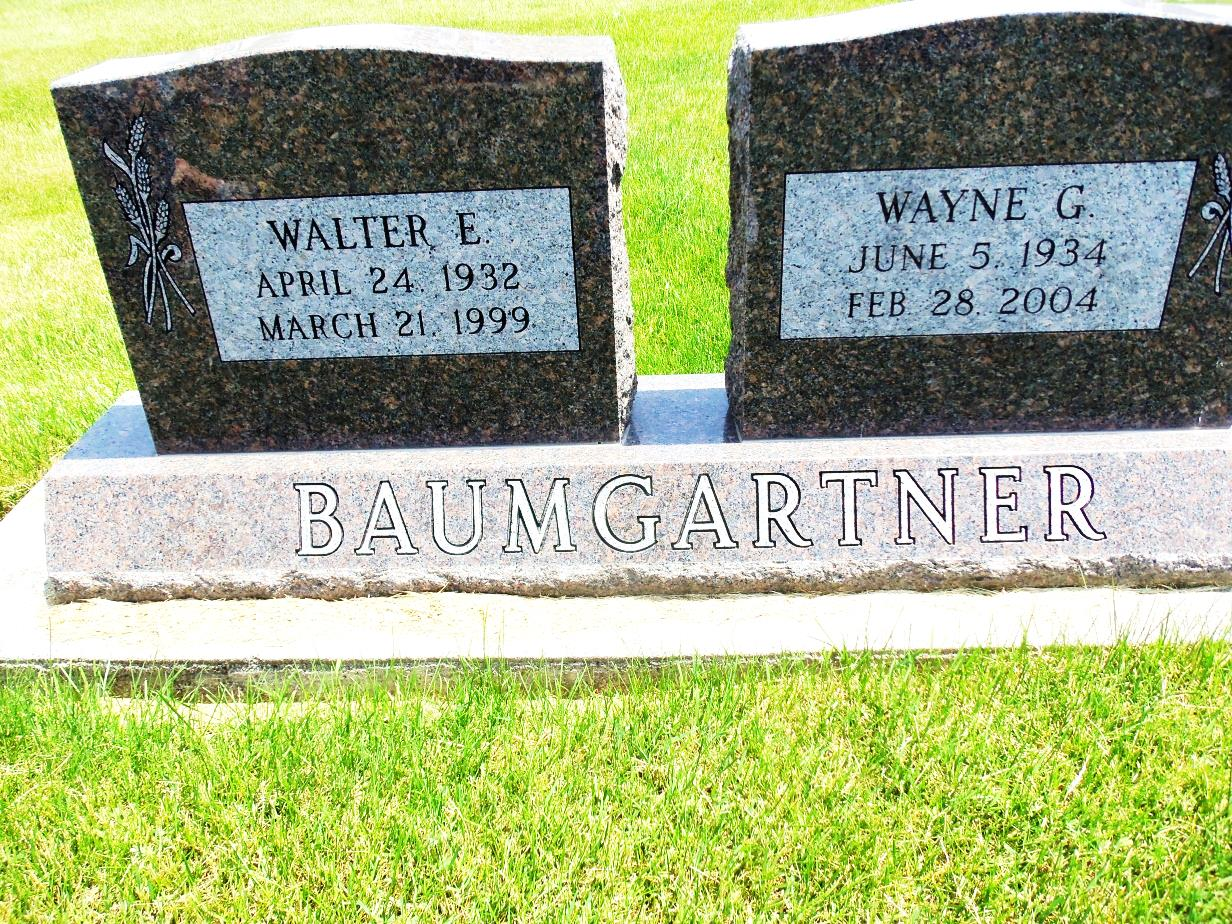 WALTER E.
APRIL 24. 1932
MARCH 21. 1999
WAYNE G.
JUNE 5. 1934
FEB. 28. 2004
BAUMGARTNER